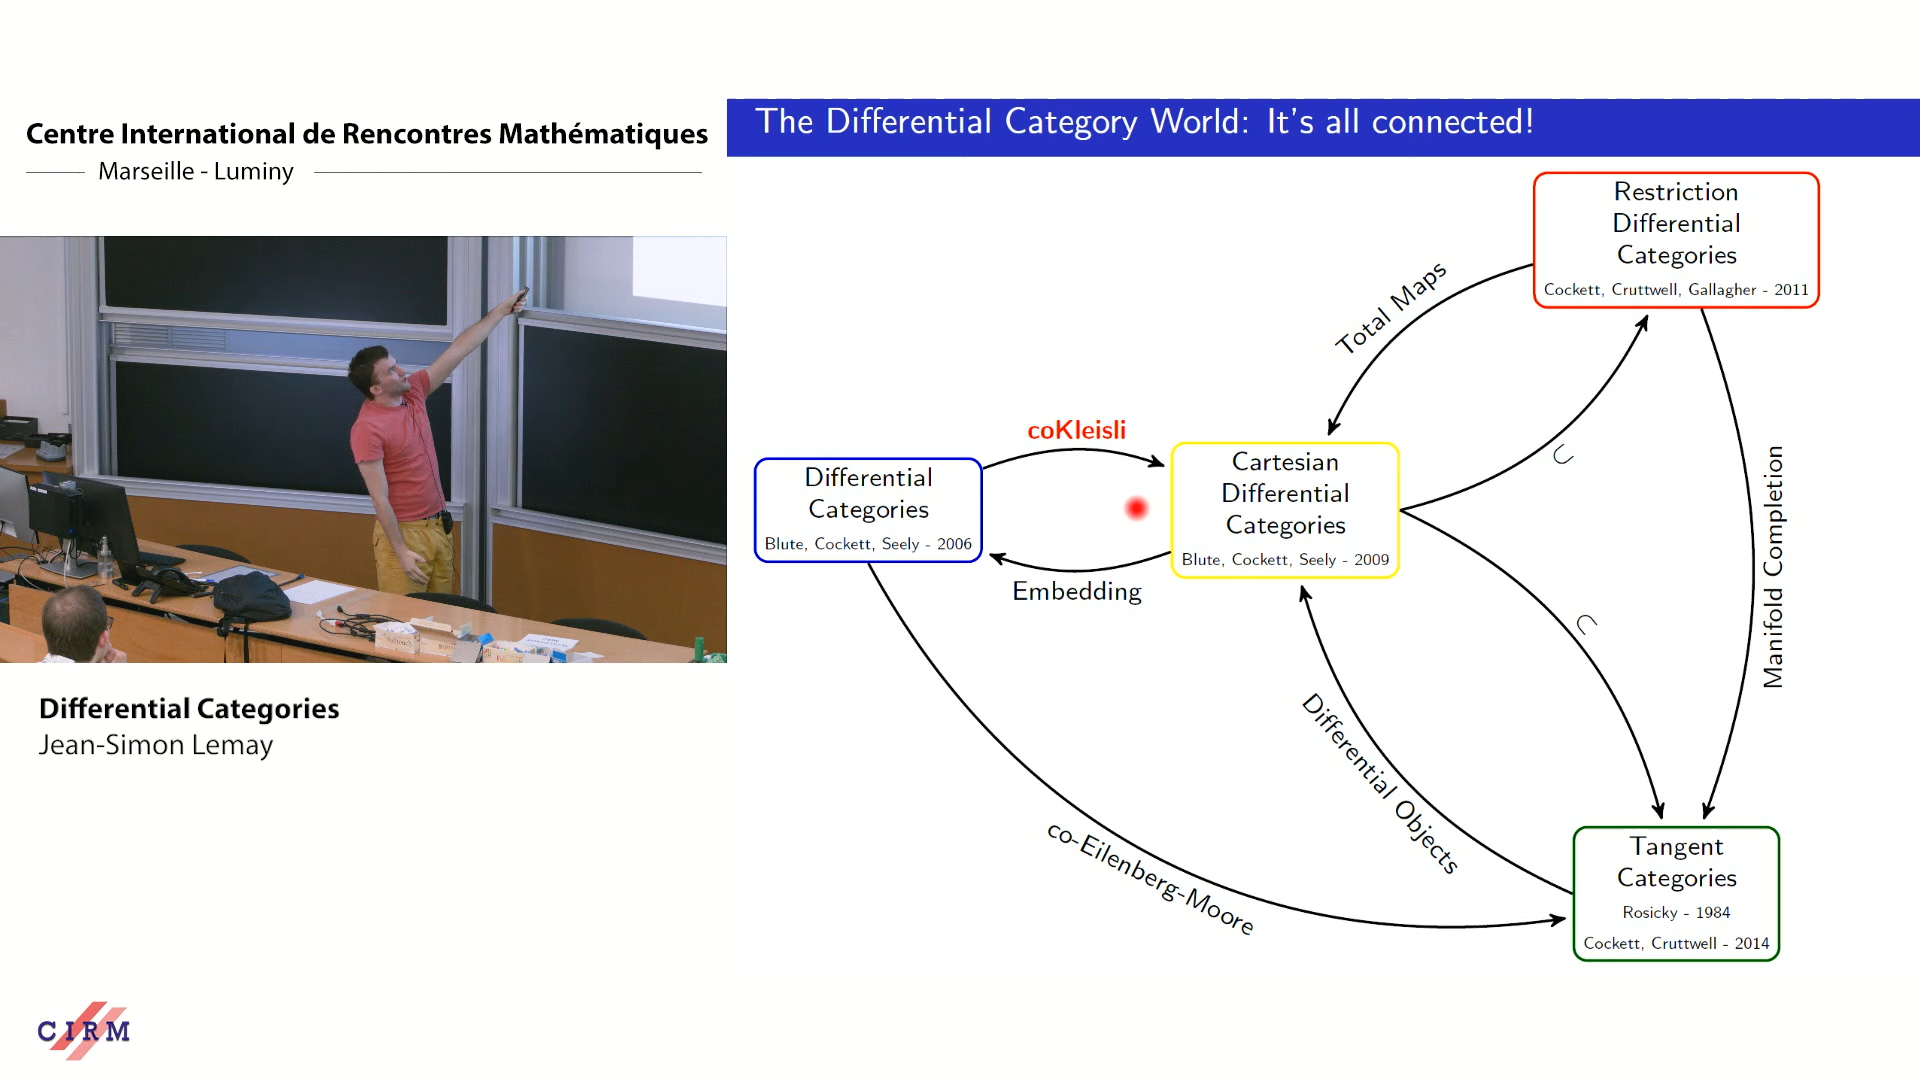 Centre International de Rencontres Mathématiques
Marseille - Luminy
The Differential Category World: It's all connected!
Restriction
Differential
Categories
Cockett, Cruttwell, Gallagher - 2011
Total Maps
coKleisli
Differential
Categories
Blute, Cockett, Seely - 2006
Cartesian
Differential
Categories
Blute, Cockett, Seely - 2009
⊂
Embedding
Manifold Completion
⊂
Differential Objects
co-Eilenberg-Moore
Tangent
Categories
Rosicky - 1984
Cockett, Cruttwell - 2014
Differential Categories
Jean-Simon Lemay
CIRM